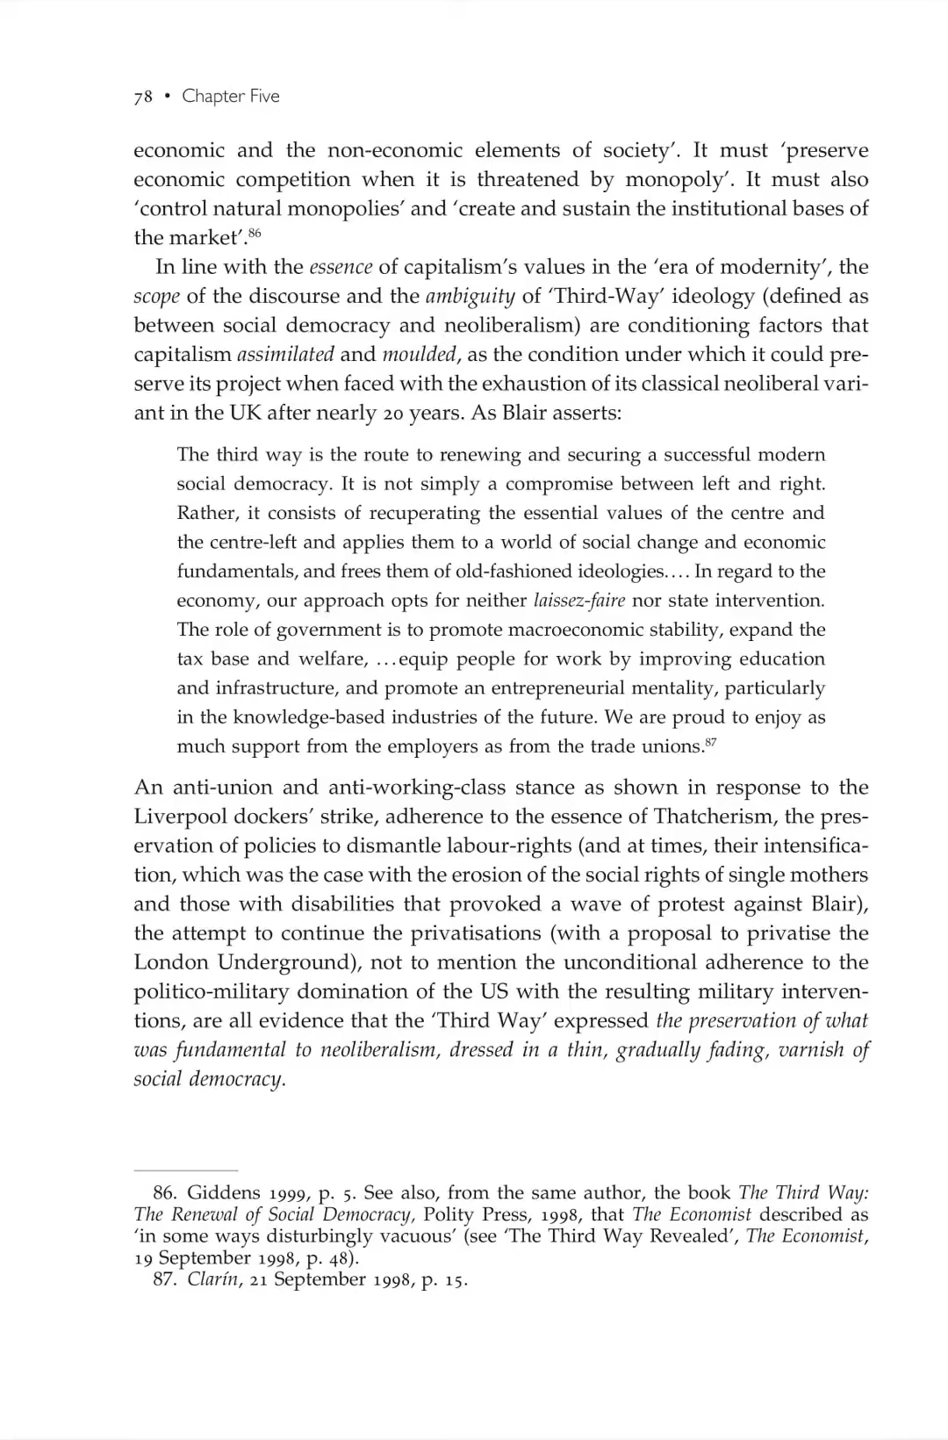 78 • Chapter Five
economic and the non-economic elements of society’. It must ‘preserve
economic competition when it is threatened by monopoly’. It must also
‘control natural monopolies’ and ‘create and sustain the institutional bases of
the market’.86
In line with the essence of capitalism’s values in the ‘era of modernity’, the
scope of the discourse and the ambiguity of ‘Third-Way’ ideology (defined as
between social democracy and neoliberalism) are conditioning factors that
capitalism assimilated and moulded, as the condition under which it could pre-
serve its project when faced with the exhaustion of its classical neoliberal vari-
ant in the UK after nearly 20 years. As Blair asserts:
The third way is the route to renewing and securing a successful modern
social democracy. It is not simply a compromise between left and right.
Rather, it consists of recuperating the essential values of the centre and
the centre-left and applies them to a world of social change and economic
fundamentals, and frees them of old-fashioned ideologies.… In regard to the
economy, our approach opts for neither laissez-faire nor state intervention.
The role of government is to promote macroeconomic stability, expand the
tax base and welfare, …equip people for work by improving education
and infrastructure, and promote an entrepreneurial mentality, particularly
in the knowledge-based industries of the future. We are proud to enjoy as
much support from the employers as from the trade unions.87
An anti-union and anti-working-class stance as shown in response to the
Liverpool dockers’ strike, adherence to the essence of Thatcherism, the pres-
ervation of policies to dismantle labour-rights (and at times, their intensifica-
tion, which was the case with the erosion of the social rights of single mothers
and those with disabilities that provoked a wave of protest against Blair),
the attempt to continue the privatisations (with a proposal to privatise the
London Underground), not to mention the unconditional adherence to the
politico-military domination of the US with the resulting military interven-
tions, are all evidence that the ‘Third Way’ expressed the preservation of what
was fundamental to neoliberalism, dressed in a thin, gradually fading, varnish of
social democracy.
86. Giddens 1999, p. 5. See also, from the same author, the book The Third Way:
The Renewal of Social Democracy, Polity Press, 1998, that The Economist described as
‘in some ways disturbingly vacuous’ (see ‘The Third Way Revealed’, The Economist,
19 September 1998, p. 48).
87. Clarín, 21 September 1998, p. 15.